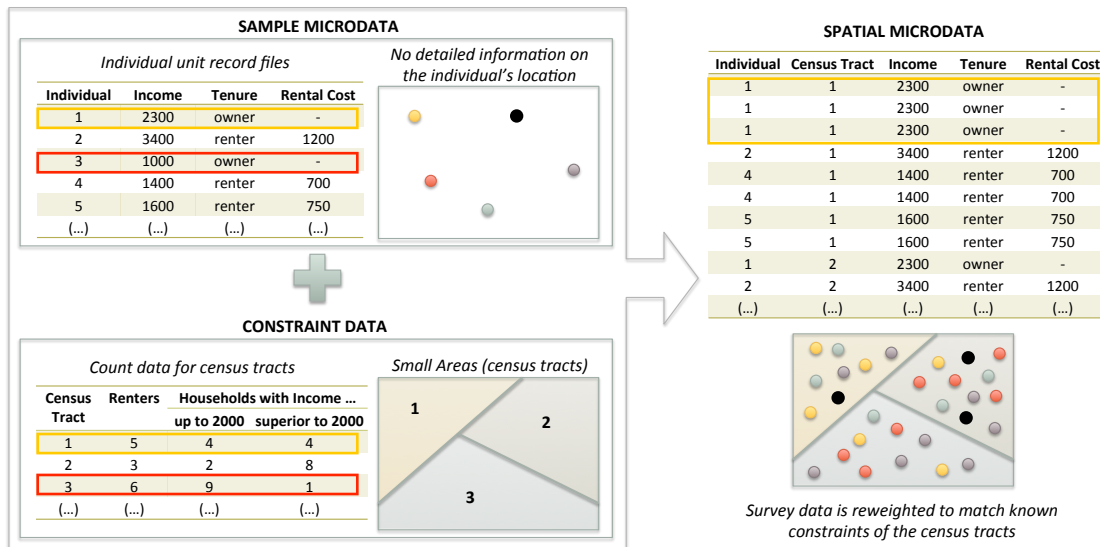 SAMPLE MICRODATA
Individual unit record files
Individual Income Tenure Rental Cost
1 2300 owner -
2 3400 renter 1200
3 1000 owner -
4 1400 renter 700
5 1600 renter 750
(...) (...) (...) (...)
No detailed information on
the individual's location
CONSTRAINT DATA
Count data for census tracts
Census Tract Renters Households with Income ...
up to 2000 superior to 2000
1 5 4 4
2 3 2 8
3 6 9 1
(...) (...) (...) (...)
Small Areas (census tracts)
1
2
3
SPATIAL MICRODATA
Individual Census Tract Income Tenure Rental Cost
1 1 2300 owner -
1 1 2300 owner -
1 1 2300 owner -
2 1 3400 renter 1200
4 1 1400 renter 700
4 1 1400 renter 700
5 1 1600 renter 750
5 1 1600 renter 750
1 2 2300 owner -
2 2 3400 renter 1200
(...) (...) (...) (...) (...)
Survey data is reweighted to match known
constraints of the census tracts